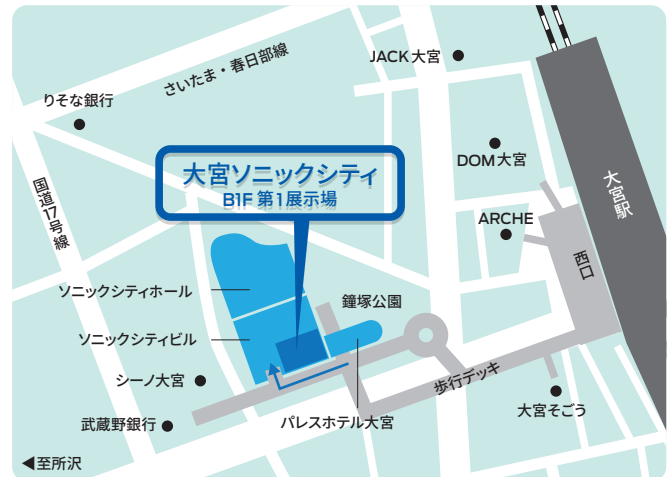 JACK大宮
さいたま・春日部線
りそな銀行
国道17号線
大宮ソニックシティ
B1F 第1展示場
DOM大宮
大宮駅
ARCHE
西口
ソニックシティホール
鐘塚公園
ソニックシティビル
シーノ大宮
武蔵野銀行
パレスホテル大宮
歩行デッキ
大宮そごう
◀至所沢